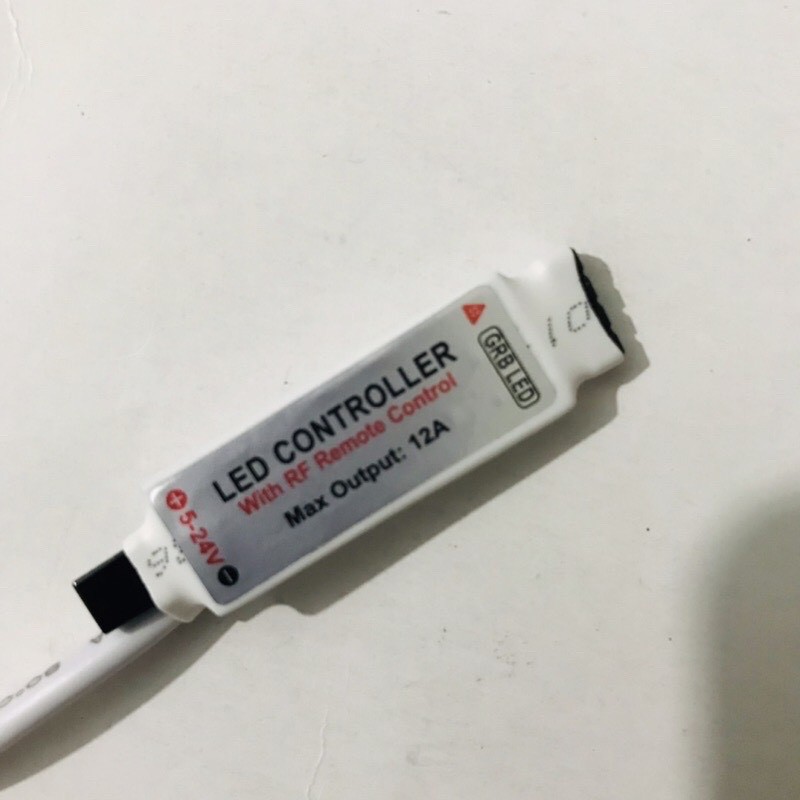 LED CONTROLLER
With RF Remote Control
Max Output: 12A
+ 5-24V -
GRB LED